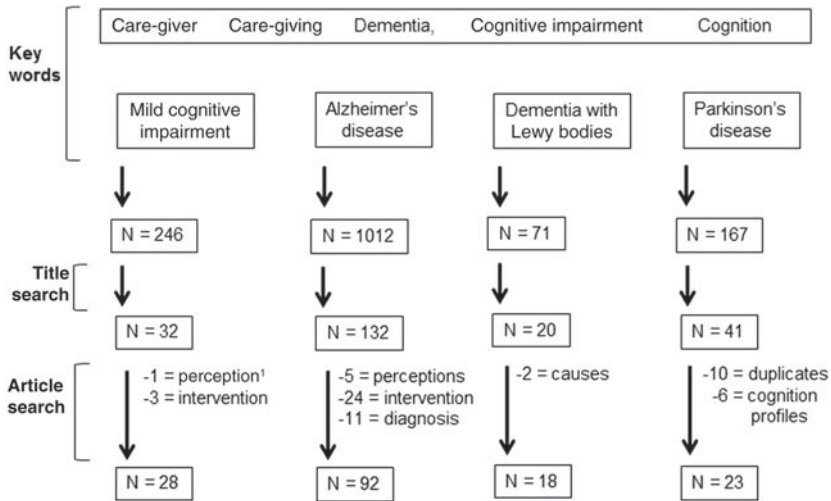 Care-giver Care-giving Dementia, Cognitive impairment Cognition
Key
words
Mild cognitive
impairment
Alzheimer's
disease
Dementia with
Lewy bodies
Parkinson's
disease
N = 246
N = 1012
N = 71
N = 167
Title
search
N = 32
N = 132
N = 20
N = 41
Article
search
-1 = perception¹
-3 = intervention
-5 = perceptions
-24 = intervention
-11 = diagnosis
-2 = causes
-10 = duplicates
-6 = cognition
profiles
N = 28
N = 92
N = 18
N = 23